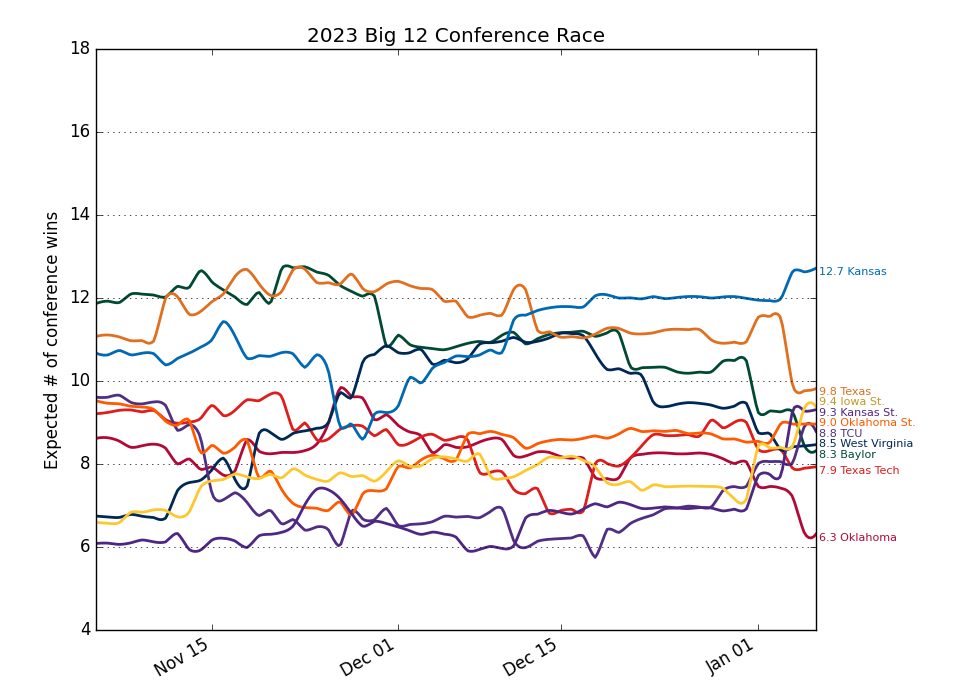 2023 Big 12 Conference Race
Expected # of conference wins
18
16
14
12
10
8
6
4
Nov 15
Dec 01
Dec 15
Jan 01
12.7 Kansas
9.8 Texas
9.4 Iowa St.
9.3 Kansas St.
9.0 Oklahoma St.
8.8 TCU
8.5 West Virginia
8.3 Baylor
7.9 Texas Tech
6.3 Oklahoma